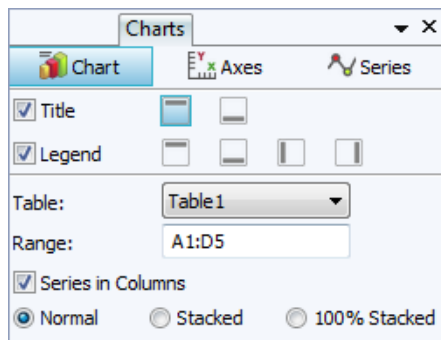 Charts
Chart Axes Series
Title
Legend
Table: Table1
Range: A1:D5
Series in Columns
Normal Stacked 100% Stacked